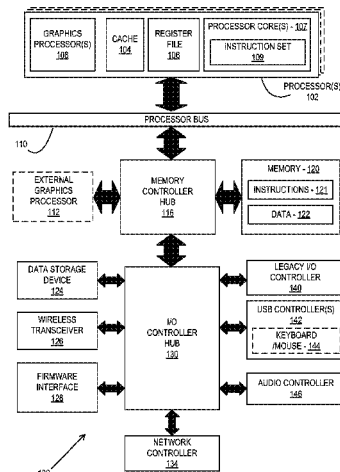 GRAPHICS
PROCESSOR(S)
108
CACHE
104
REGISTER
FILE
106
PROCESSOR CORE(S) - 107
INSTRUCTION SET
109
PROCESSOR(S)
102
PROCESSOR BUS
110
EXTERNAL
GRAPHICS
PROCESSOR
112
MEMORY
CONTROLLER
HUB
116
MEMORY - 120
INSTRUCTIONS - 121
DATA - 122
DATA STORAGE
DEVICE
124
WIRELESS
TRANSCEIVER
126
FIRMWARE
INTERFACE
128
I/O
CONTROLLER
HUB
130
LEGACY I/O
CONTROLLER
140
USB CONTROLLER(S)
142
KEYBOARD
/MOUSE - 144
AUDIO CONTROLLER
146
NETWORK
CONTROLLER
134